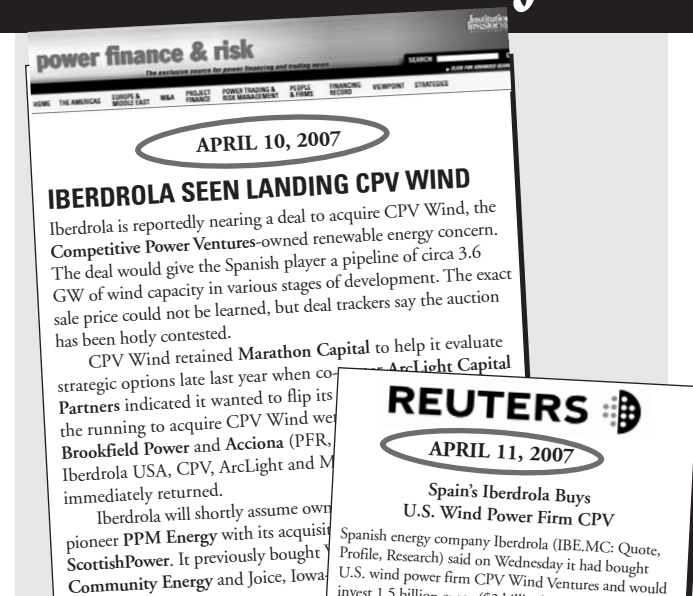 Institutio
Investor
power finance & risk
The exclusive source for power financing and trading news
SEARCH
HOME THE AMERICAS EUROPE & MIDDLE EAST M&A PROJECT FINANCE POWER TRADING & RISK MANAGEMENT PEOPLE & FIRMS FINANCING RECORD VIEWPOINT STRATEGIES
APRIL 10, 2007
IBERDROLA SEEN LANDING CPV WIND
Iberdrola is reportedly nearing a deal to acquire CPV Wind, the
Competitive Power Ventures-owned renewable energy concern.
The deal would give the Spanish player a pipeline of circa 3.6
GW of wind capacity in various stages of development. The exact
sale price could not be learned, but deal trackers say the auction
has been hotly contested.
CPV Wind retained Marathon Capital to help it evaluate
strategic options late last year when co- ArcLight Capital
Partners indicated it wanted to flip its
the running to acquire CPV Wind we
Brookfield Power and Acciona (PFR,
Iberdrola USA, CPV, ArcLight and M
immediately returned.
Iberdrola will shortly assume own
pioneer PPM Energy with its acquisit
ScottishPower. It previously bought
Community Energy and Joice, Iowa-
REUTERS
APRIL 11, 2007
Spain's Iberdrola Buys
U.S. Wind Power Firm CPV
Spanish energy company Iberdrola (IBE.MC: Quote,
Profile, Research) said on Wednesday it had bought
U.S. wind power firm CPV Wind Ventures and would
invest 1.5 billion